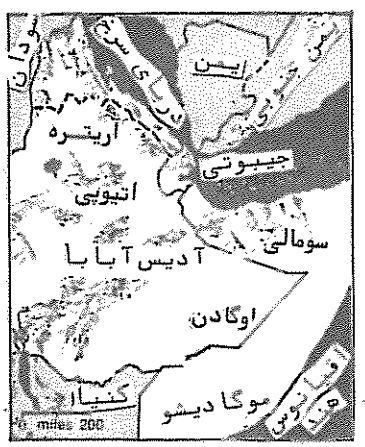 سودان
دریای سرخ
یمن
یمن جنوبی
آریتره
جیبوتی
اتیوپی
سومالی
آدیس آبابا
اوگادن
کنیا
موگادیشو
اقیانوس
هند
0 miles 200